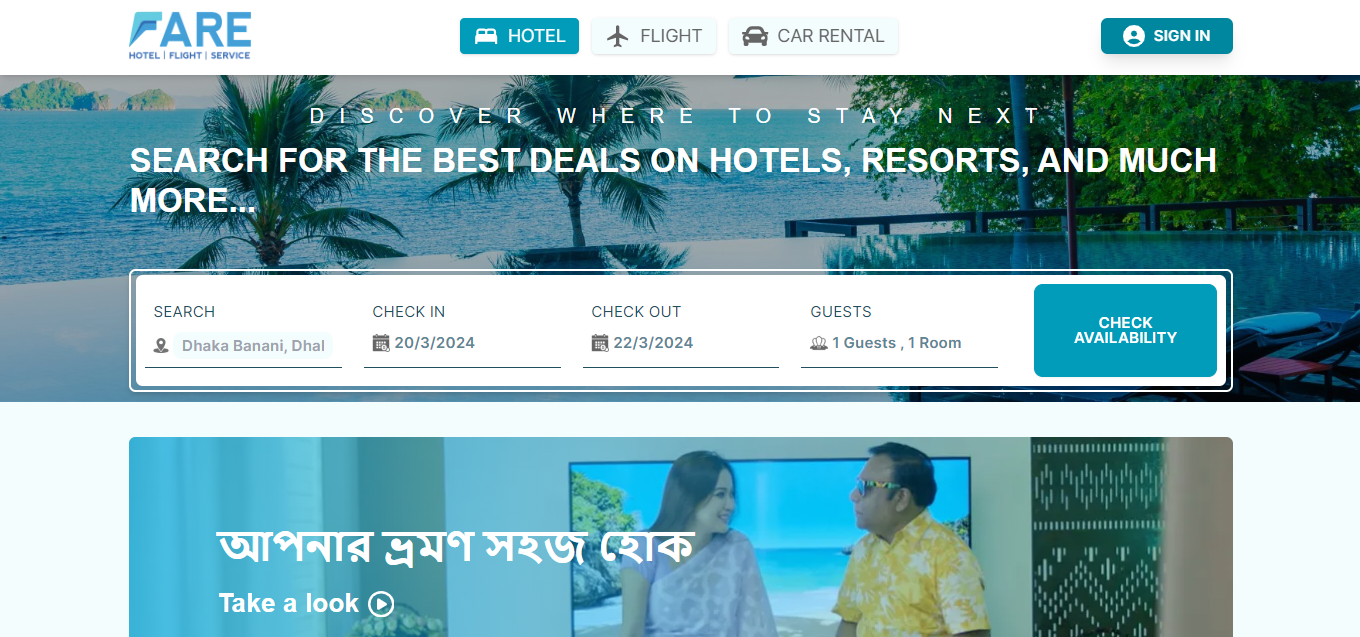 FARE
HOTEL | FLIGHT | SERVICE
HOTEL
FLIGHT
CAR RENTAL
SIGN IN
DISCOVER WHERE TO STAY NEXT
SEARCH FOR THE BEST DEALS ON HOTELS, RESORTS, AND MUCH
MORE...
SEARCH
Dhaka Banani, Dhal
CHECK IN
20/3/2024
CHECK OUT
22/3/2024
GUESTS
1 Guests , 1 Room
CHECK
AVAILABILITY
আপনার ভ্রমণ সহজ হোক
Take a look